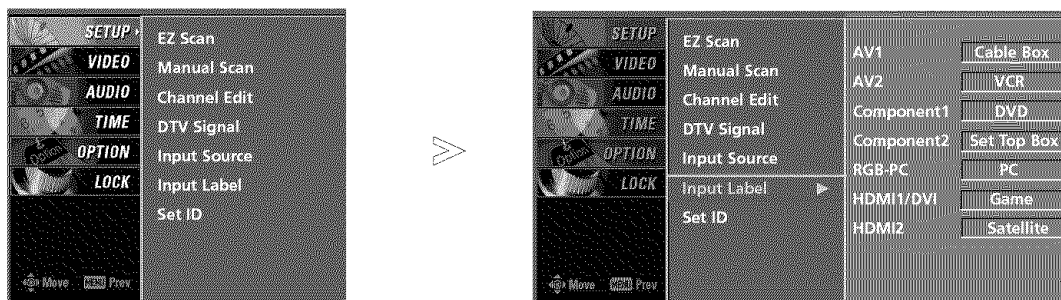 SETUP
VIDEO
AUDIO
TIME
OPTION
LOCK
Move MENU Prev
EZ Scan
Manual Scan
Channel Edit
DTV Signal
Input Source
Input Label
Set ID
>
SETUP
VIDEO
AUDIO
TIME
OPTION
LOCK
Move MENU Prev
EZ Scan
Manual Scan
Channel Edit
DTV Signal
Input Source
Input Label
Set ID
AV1 Cable Box
AV2 VCR
Component1 DVD
Component2 Set Top Box
RGB-PC PC
HDMI1/DVI Game
HDMI2 Satellite